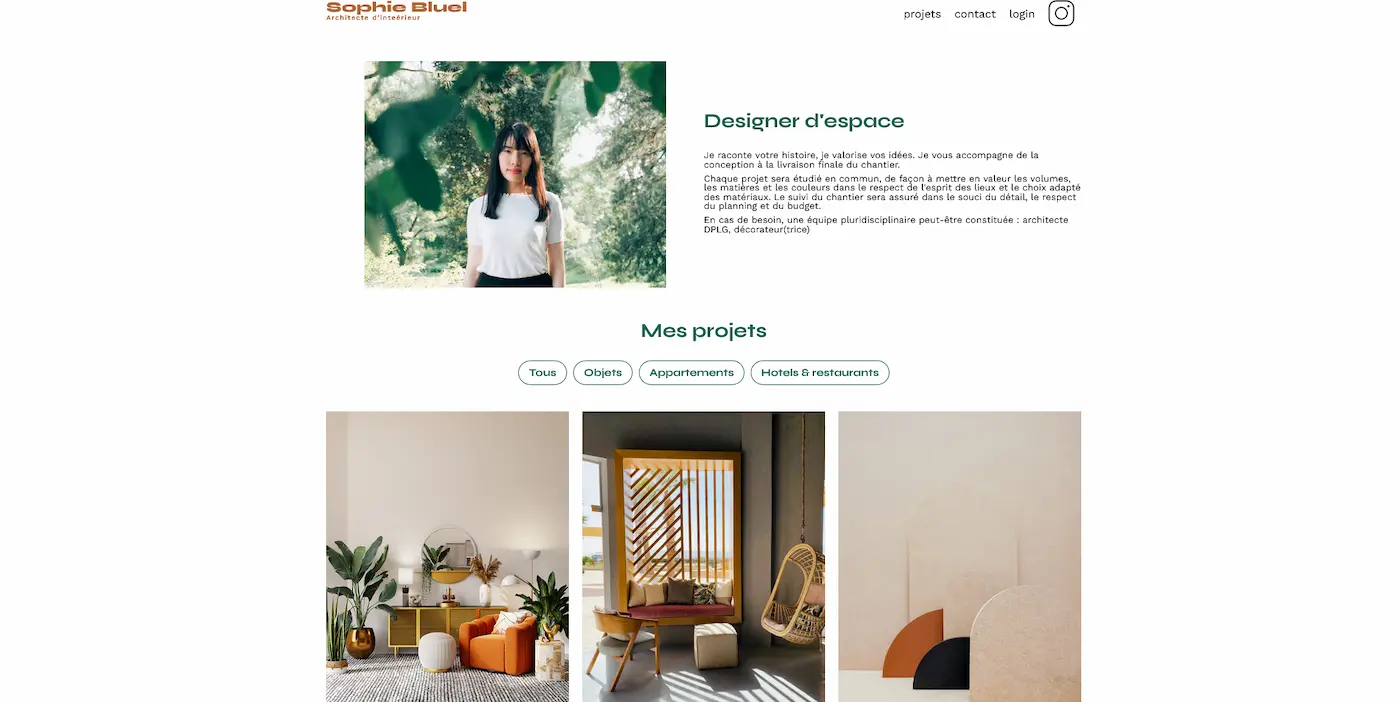 Sophie Bluel
Architecte d'inteérieur
projets contact login
Designer d'espace
Je raconte votre histoire, je valorise vos idées. Je vous accompagne de la
conception à la livraison finale du chantier.
Chaque projet sera étudié en commun, de façon à mettre en valeur les volumes,
les matières et les couleurs dans le respect de l'esprit des lieux et le choix adapté
des matériaux. Le suivi du chantier sera assuré dans le souci du détail, le respect
du planning et du budget.
En cas de besoin, une équipe pluridisciplinaire peut-être constituée : architecte
DPLG, décorateur(trice)
Mes projets
Tous Objets Appartements Hotels & restaurants